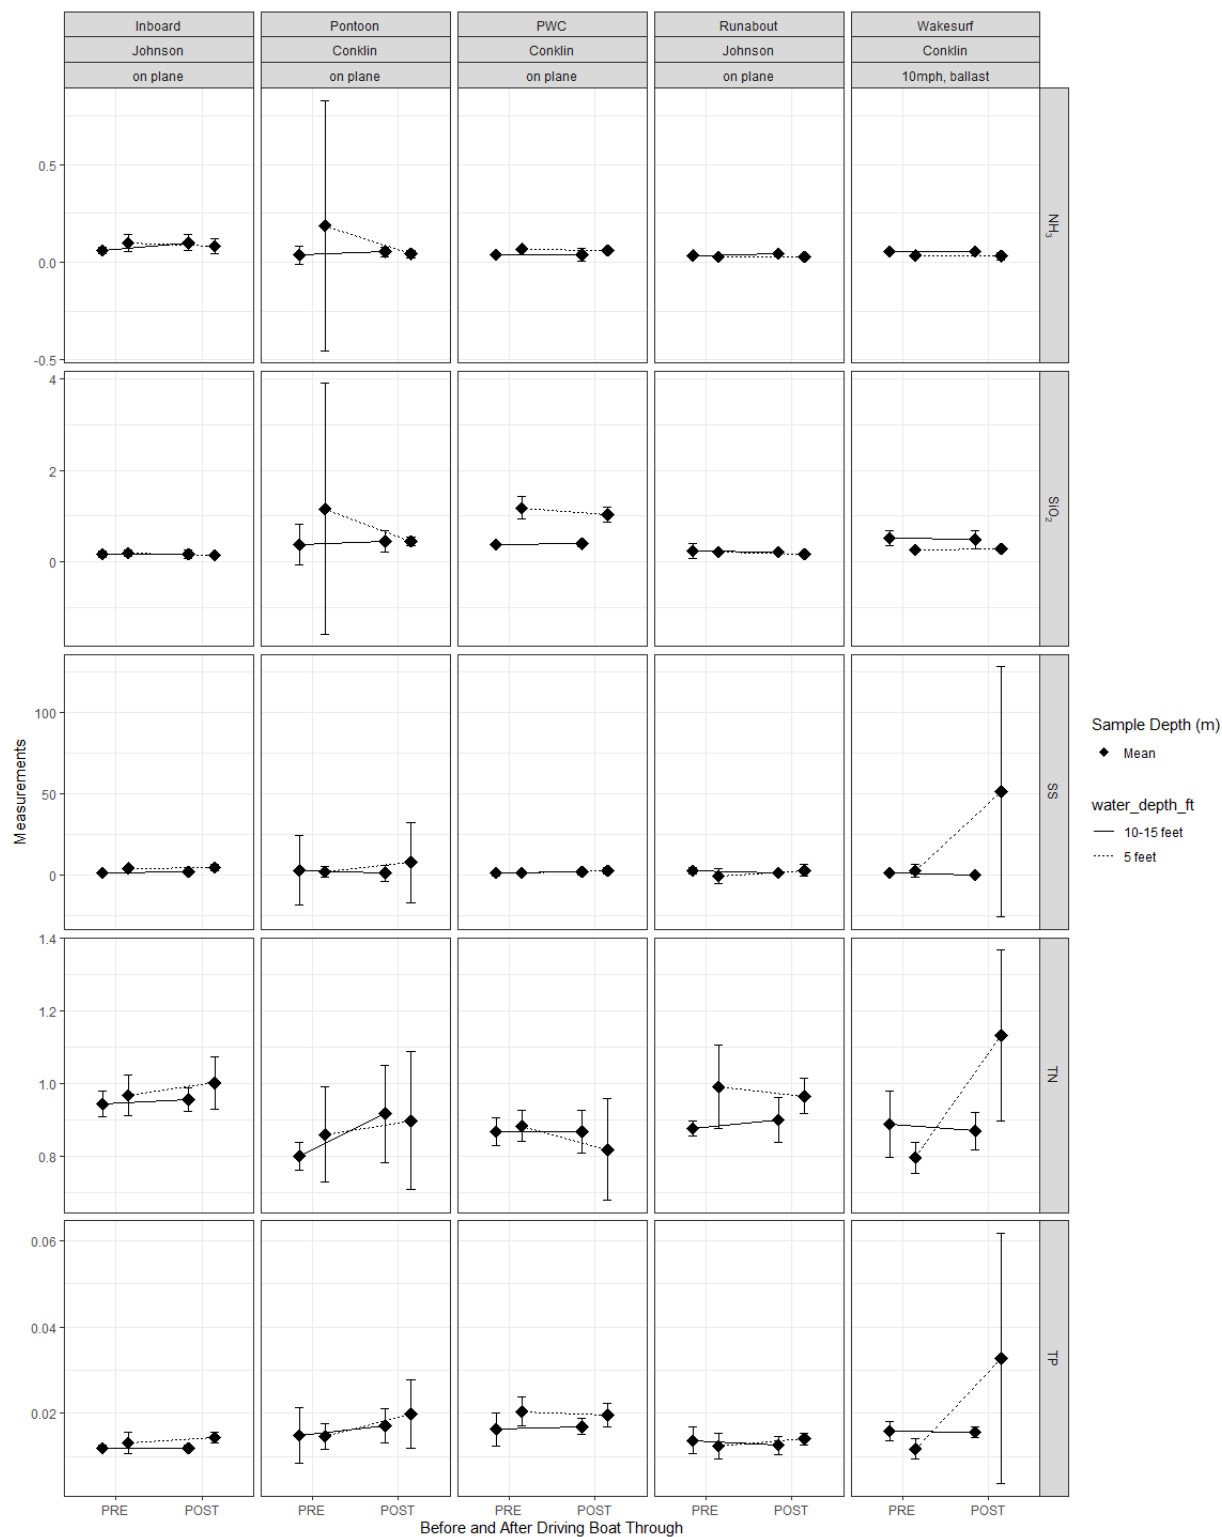 Inboard Pontoon PWC Runabout Wakesurf
Johnson Conklin Conklin Johnson Conklin
on plane on plane on plane on plane 10mph, ballast
0.5
0.0
-0.5
NH₃
4
2
0
SiO₂
100
50
0
SS
1.4
1.2
1.0
0.8
TN
0.06
0.04
0.02
TP
Measurements
PRE POST PRE POST PRE POST PRE POST PRE POST
Before and After Driving Boat Through
Sample Depth (m)
Mean
water_depth_ft
10-15 feet
5 feet